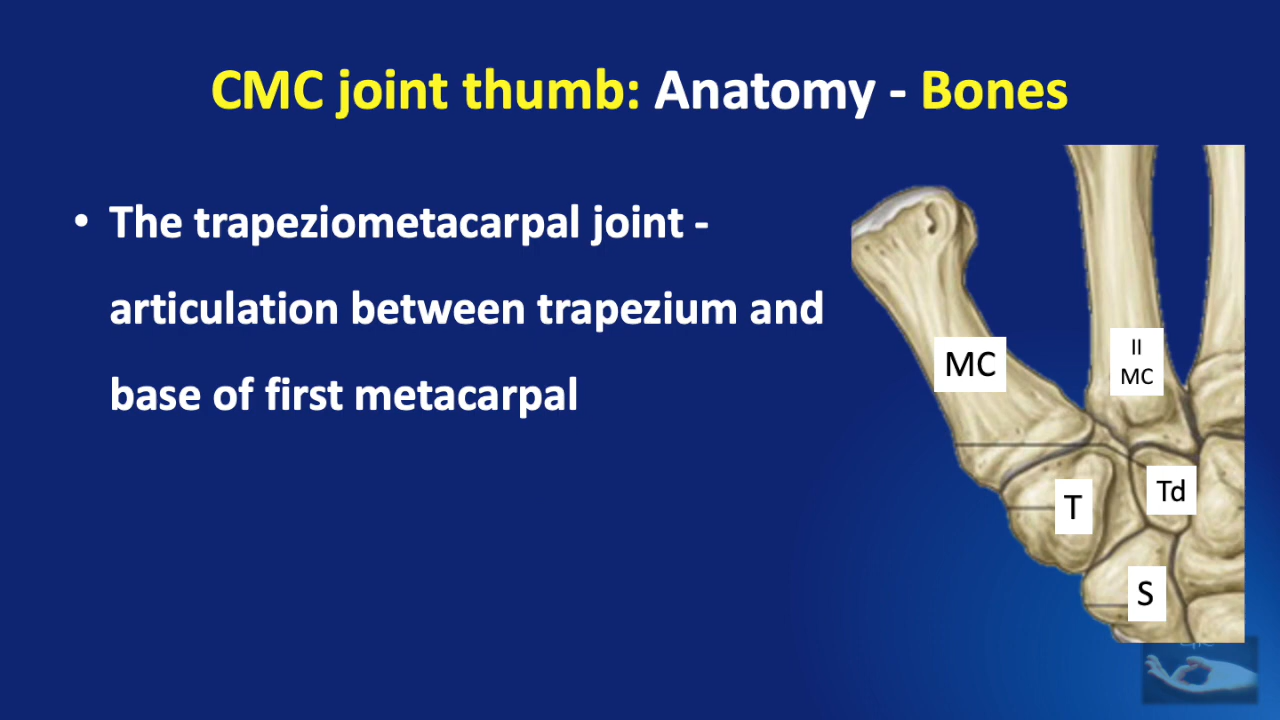 CMC joint thumb: Anatomy - Bones
• The trapeziometacarpal joint -
articulation between trapezium and
base of first metacarpal
MC
II
MC
T
Td
S